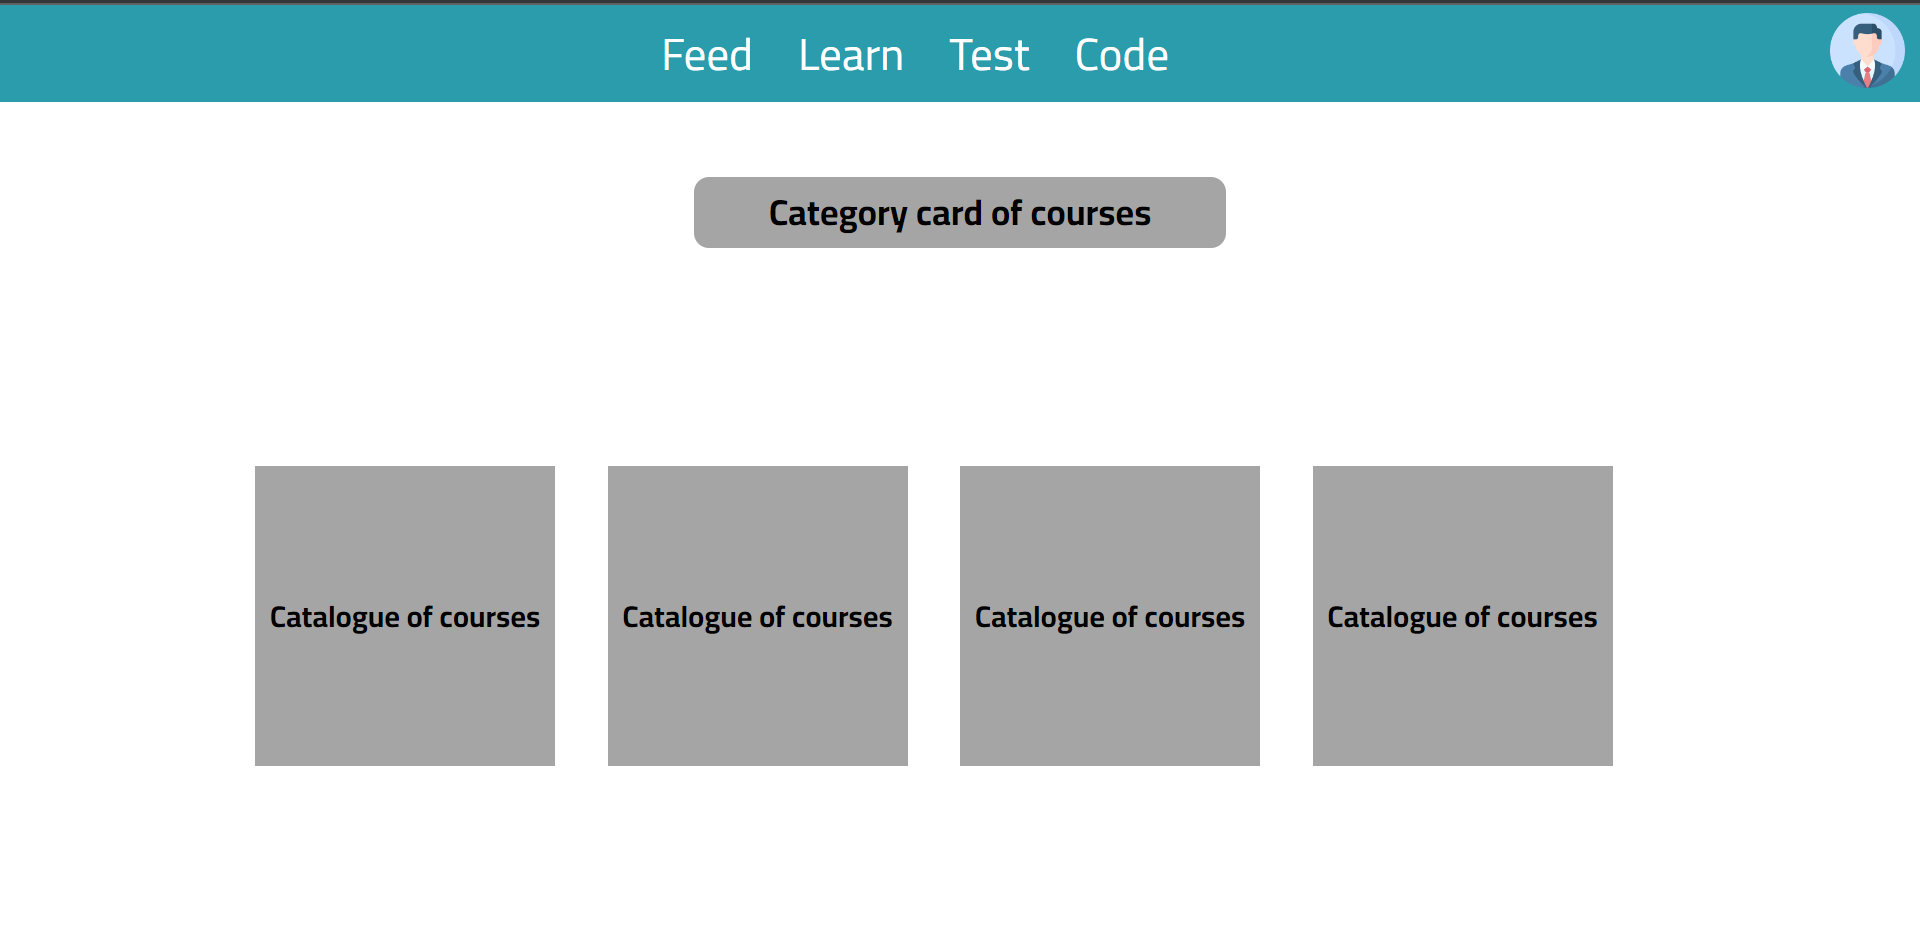 Feed Learn Test Code
Category card of courses
Catalogue of courses Catalogue of courses Catalogue of courses Catalogue of courses